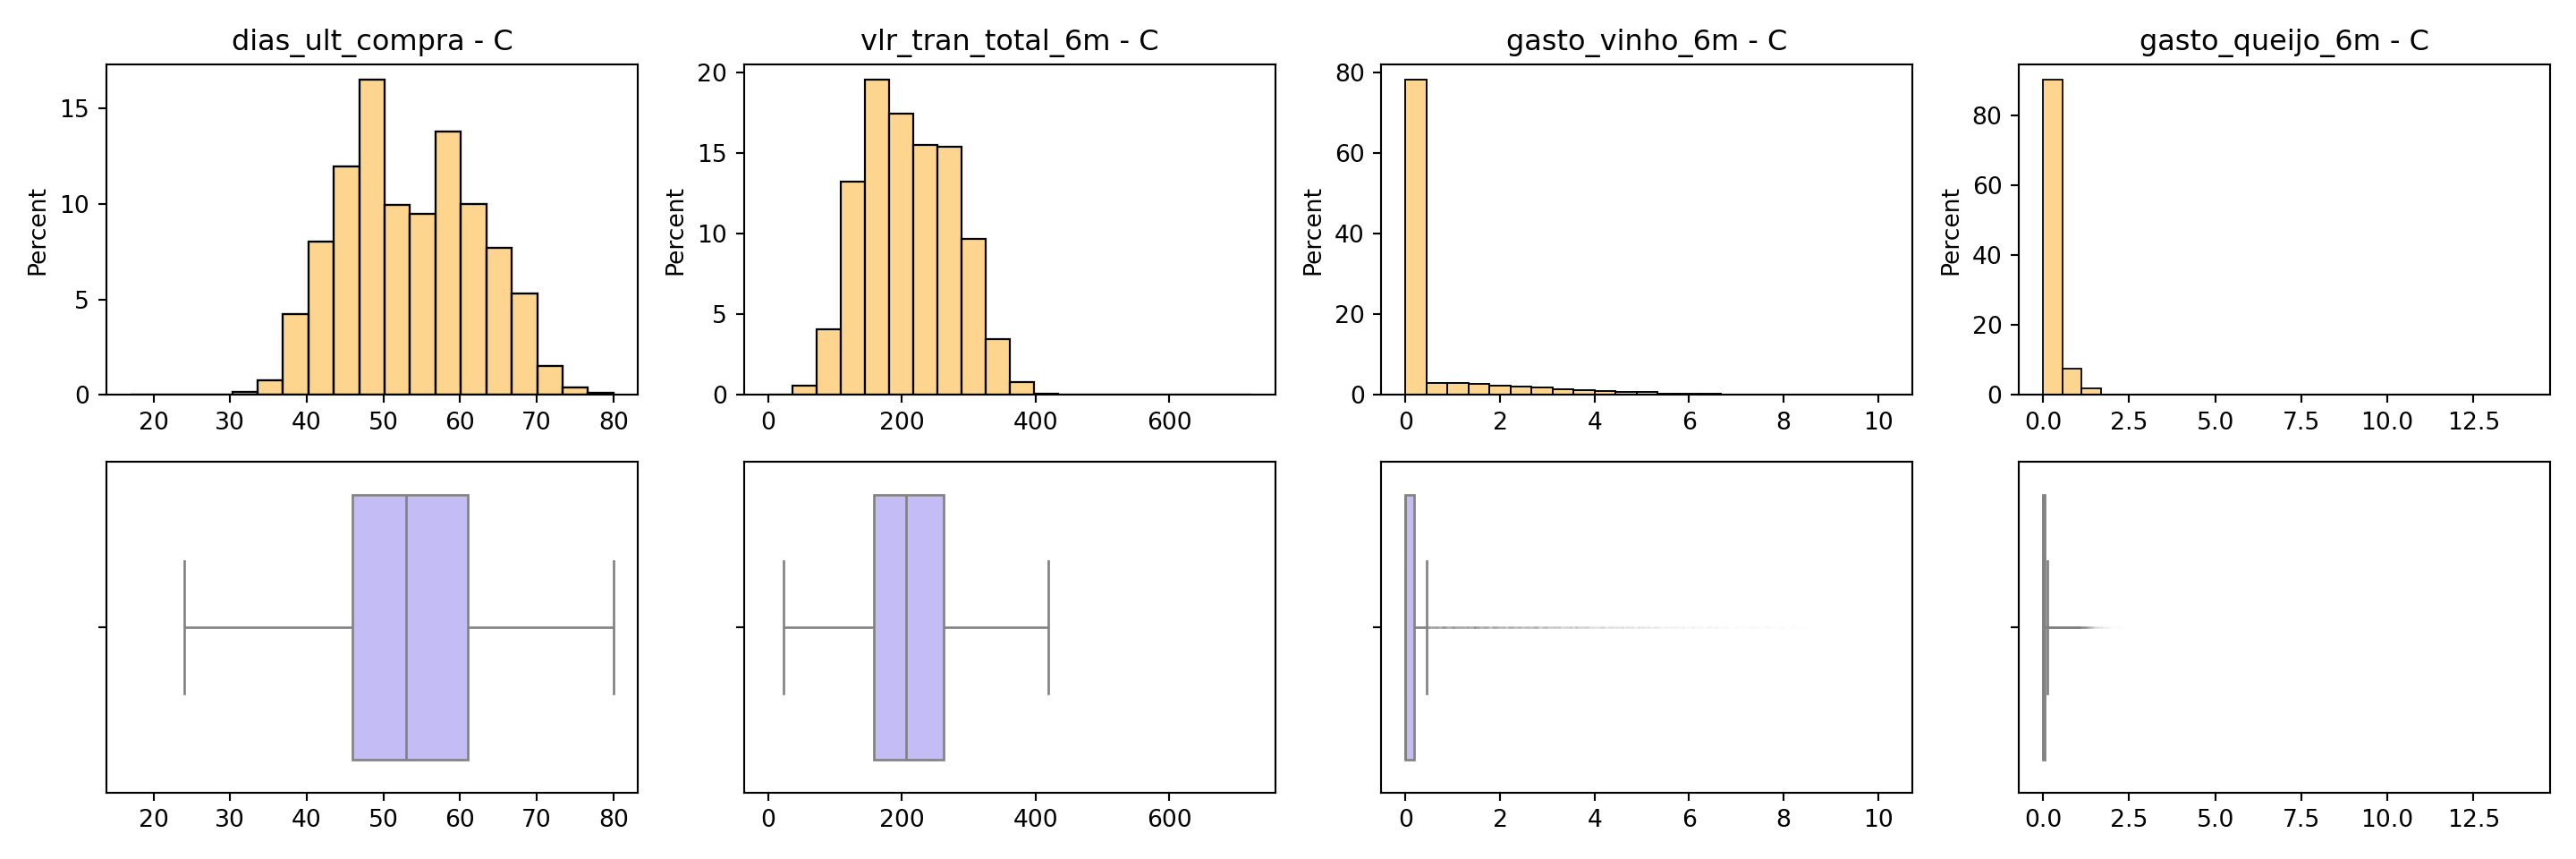 dias_ult_compra - C
vlr_tran_total_6m - C
gasto_vinho_6m - C
gasto_queijo_6m - C
Percent
15
10
5
0
20 30 40 50 60 70 80
Percent
20
15
10
5
0
0 200 400 600
Percent
80
60
40
20
0
0 2 4 6 8 10
Percent
80
60
40
20
0
0.0 2.5 5.0 7.5 10.0 12.5
20 30 40 50 60 70 80
0 200 400 600
0 2 4 6 8 10
0.0 2.5 5.0 7.5 10.0 12.5